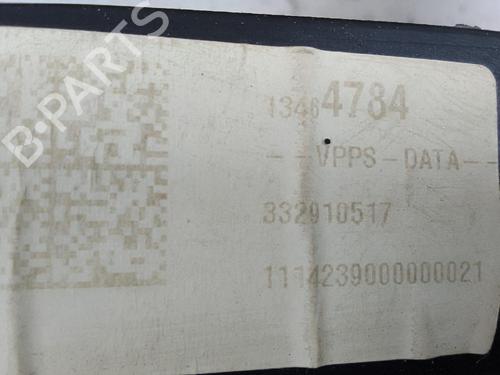 B-PARTS
13464784
- - VPPS - DATA - -
332910517
1114239000000021